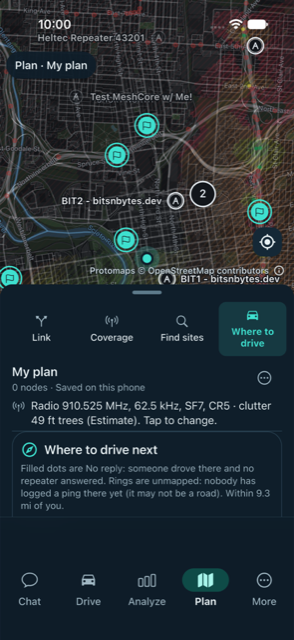 10:00
Heltec Repeater 43201
Plan · My plan
Test MeshCore w/ Me!
BIT2 - bitsnbytes.dev
2
Protomaps © OpenStreetMap contributors
BIT1 - bitsnbytes.dev
Link
Coverage
Find sites
Where to drive
My plan
0 nodes · Saved on this phone
Radio 910.525 MHz, 62.5 kHz, SF7, CR5 · clutter
49 ft trees (Estimate). Tap to change.
Where to drive next
Filled dots are No reply: someone drove there and no
repeater answered. Rings are unmapped: nobody has
logged a ping there yet (it may not be a road). Within 9.3
mi of you.
Chat
Drive
Analyze
Plan
More